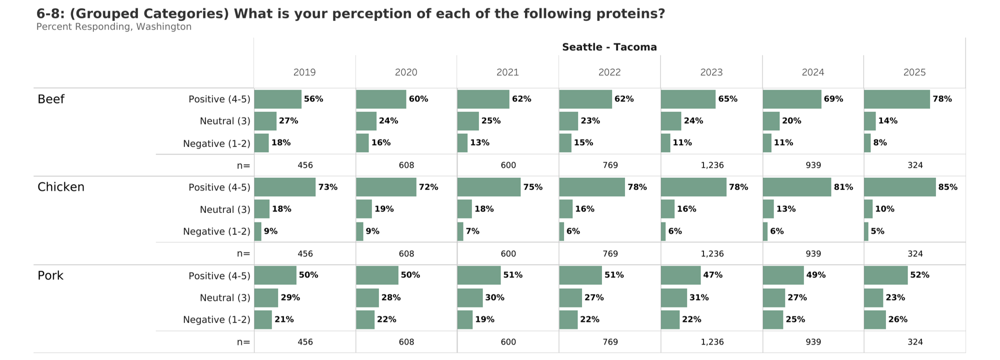 6-8: (Grouped Categories) What is your perception of each of the following proteins?
Percent Responding, Washington
Seattle - Tacoma
2019 2020 2021 2022 2023 2024 2025
Beef Positive (4-5) 56% 60% 62% 62% 65% 69% 78%
Neutral (3) 27% 24% 25% 23% 24% 20% 14%
Negative (1-2) 18% 16% 13% 15% 11% 11% 8%
n= 456 608 600 769 1,236 939 324
Chicken Positive (4-5) 73% 72% 75% 78% 78% 81% 85%
Neutral (3) 18% 19% 18% 16% 16% 13% 10%
Negative (1-2) 9% 9% 7% 6% 6% 6% 5%
n= 456 608 600 769 1,236 939 324
Pork Positive (4-5) 50% 50% 51% 51% 47% 49% 52%
Neutral (3) 29% 28% 30% 27% 31% 27% 23%
Negative (1-2) 21% 22% 19% 22% 22% 25% 26%
n= 456 608 600 769 1,236 939 324